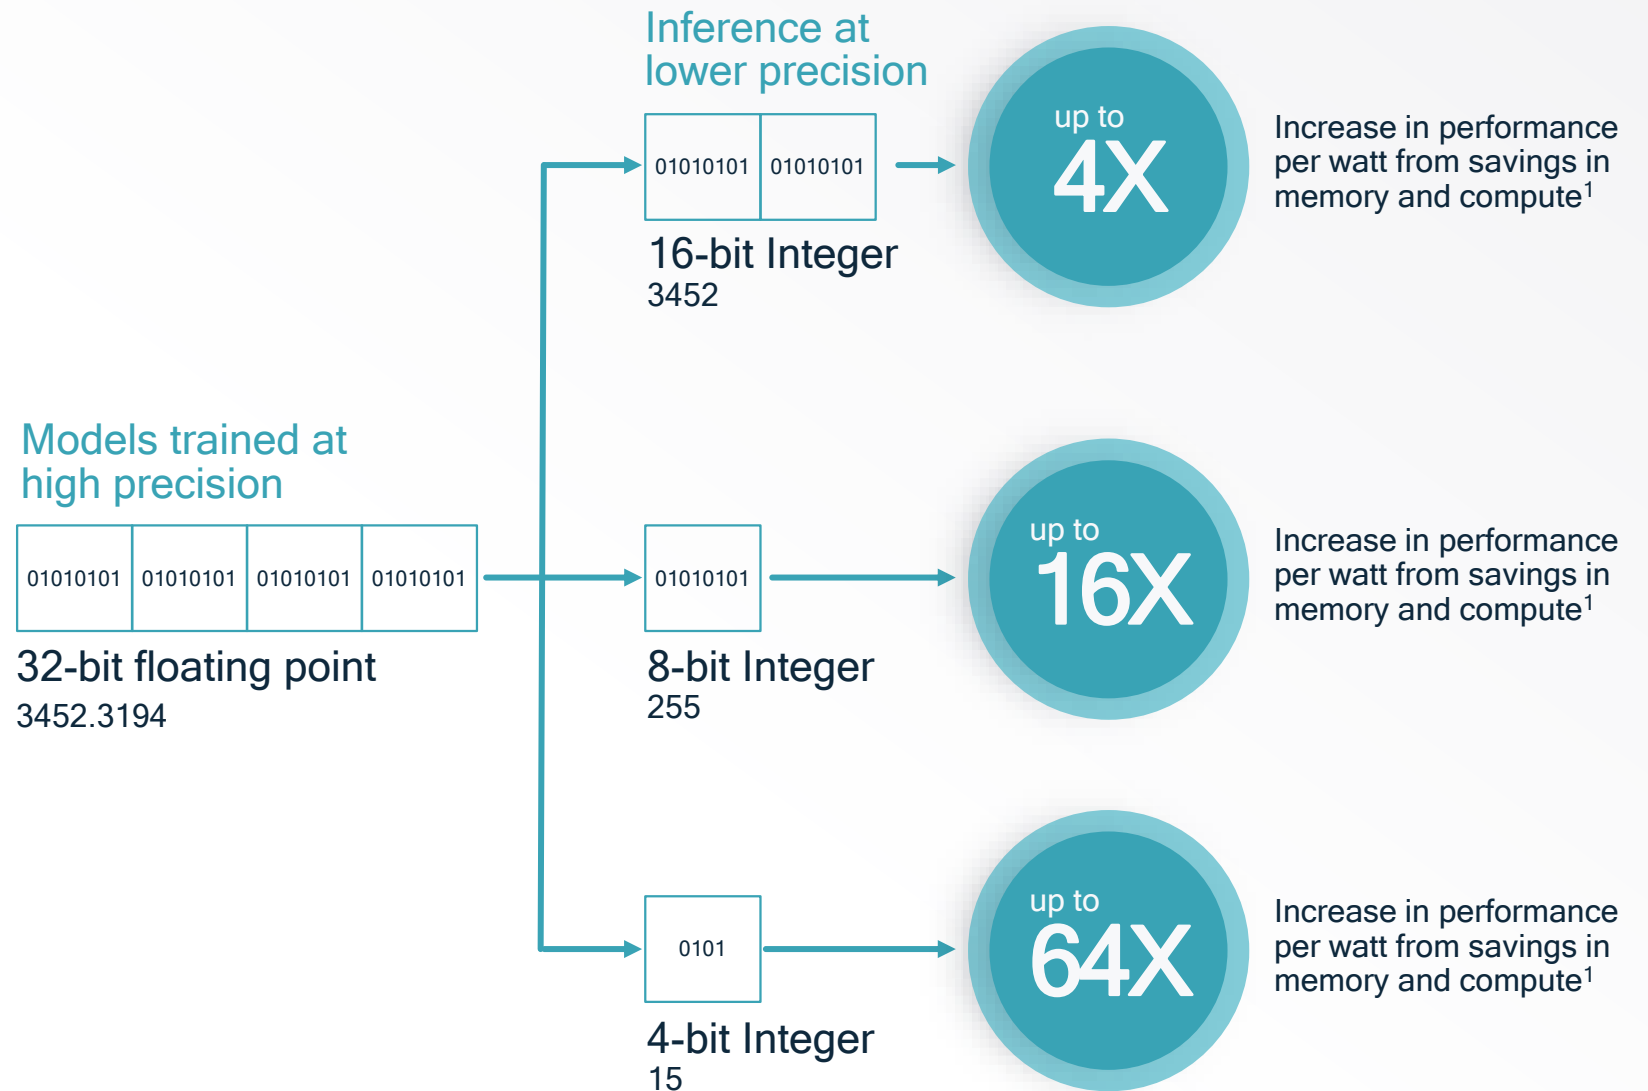 Inference at
lower precision
01010101 01010101
16-bit Integer
3452
up to
4X
Increase in performance
per watt from savings in
memory and compute1
Models trained at
high precision
01010101 01010101 01010101 01010101
32-bit floating point
3452.3194
01010101
8-bit Integer
255
up to
16X
Increase in performance
per watt from savings in
memory and compute1
0101
4-bit Integer
15
up to
64X
Increase in performance
per watt from savings in
memory and compute1